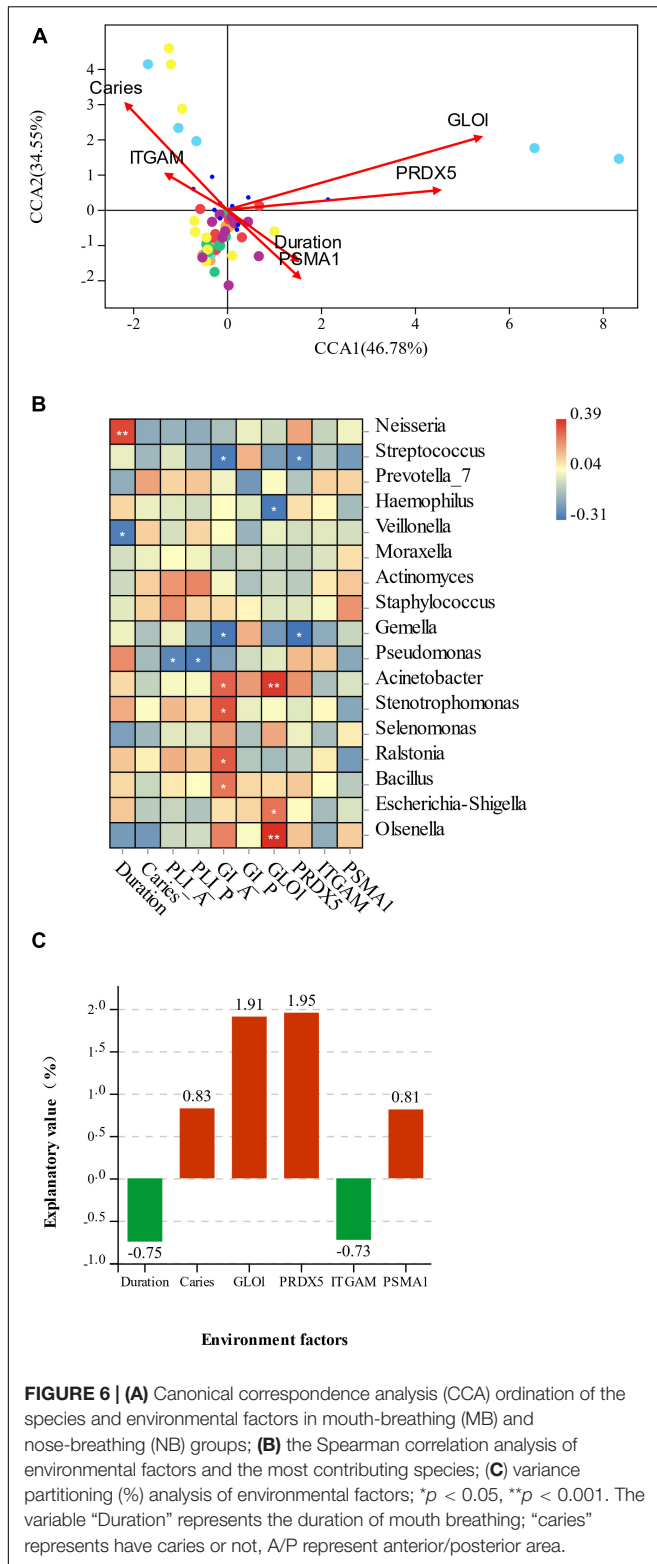 A
Caries
ITGAM
GLOI
PRDX5
Duration
PSMA1
CCA2(34.55%)
4
3
2
1
0
-1
-2
-2
0
2
4
6
8
CCA1(46.78%)
B
Neisseria
**
Streptococcus
* *
Prevotella_7
Haemophilus
*
Veillonella
*
Moraxella
Actinomyces
Staphylococcus
Gemella
* *
Pseudomonas
* *
Acinetobacter
* **
Stenotrophomonas
*
Selenomonas
Ralstonia
*
Bacillus
*
Escherichia-Shigella
*
Olsenella
**
0.39
0.04
-0.31
Duration
Caries
PLI_A
PLI_P
GI_A
GI_P
GLOI
PRDX5
ITGAM
PSMA1
C
Explanatory value (%)
2.0
1.5
1.0
0.5
0.0
-0.5
-1.0
-0.75
0.83
1.91
1.95
-0.73
0.81
Duration
Caries
GLOI
PRDX5
ITGAM
PSMA1
Environment factors
FIGURE 6 | (A) Canonical correspondence analysis (CCA) ordination of the
species and environmental factors in mouth-breathing (MB) and
nose-breathing (NB) groups; (B) the Spearman correlation analysis of
environmental factors and the most contributing species; (C) variance
partitioning (%) analysis of environmental factors; *p < 0.05, **p < 0.001. The
variable “Duration” represents the duration of mouth breathing; “caries”
represents have caries or not, A/P represent anterior/posterior area.